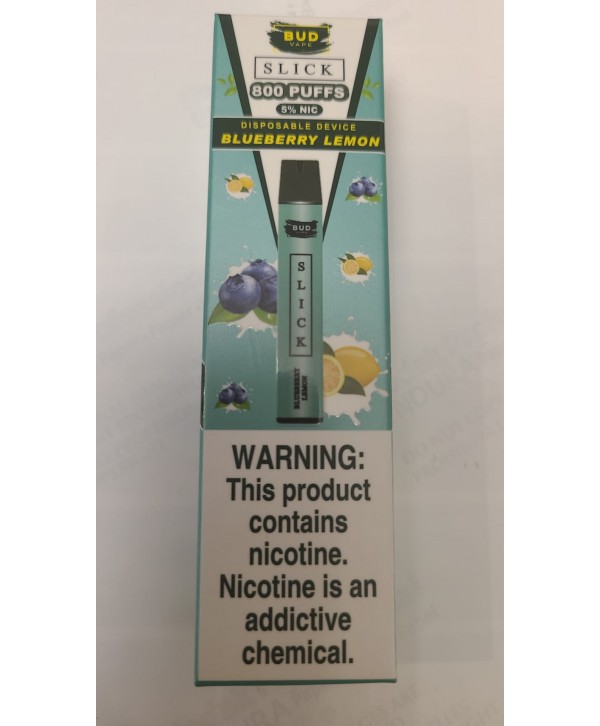 BUD
VAPE
SLICK
800 PUFFS
5% NIC
DISPOSABLE DEVICE
BLUEBERRY LEMON
BUD
SLICK
BLUEBERRY
LEMON
WARNING:
This product
contains
nicotine.
Nicotine is an
addictive
chemical.